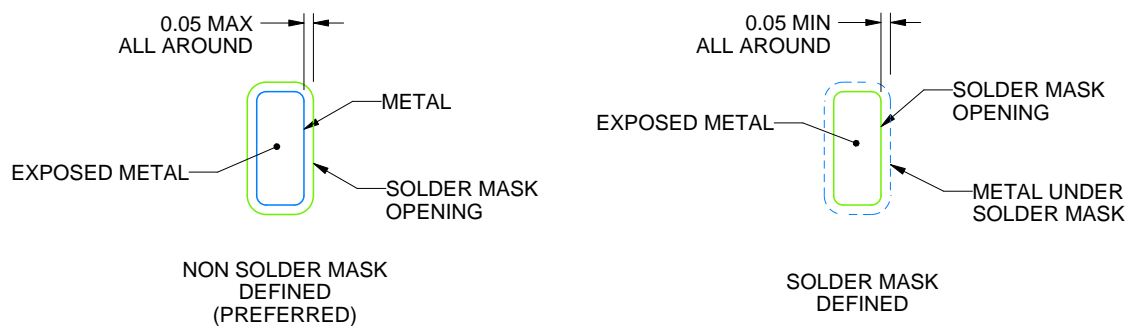 0.05 MAX
ALL AROUND
METAL
EXPOSED METAL
SOLDER MASK
OPENING
NON SOLDER MASK
DEFINED
(PREFERRED)
0.05 MIN
ALL AROUND
SOLDER MASK
OPENING
EXPOSED METAL
METAL UNDER
SOLDER MASK
SOLDER MASK
DEFINED